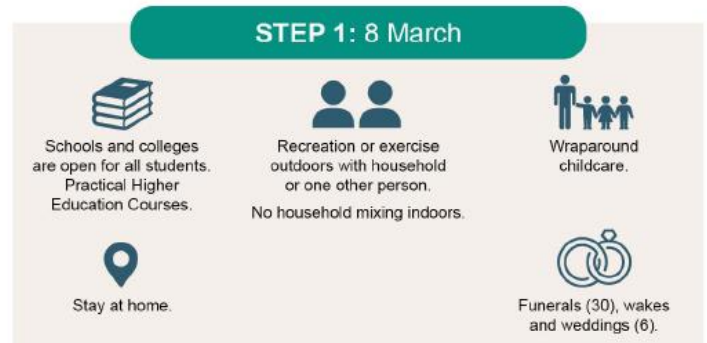 STEP 1: 8 March
Schools and colleges
are open for all students.
Practical Higher
Education Courses.
Recreation or exercise
outdoors with household
or one other person.
No household mixing indoors.
Wraparound
childcare.
Stay at home.
Funerals (30), wakes
and weddings (6).